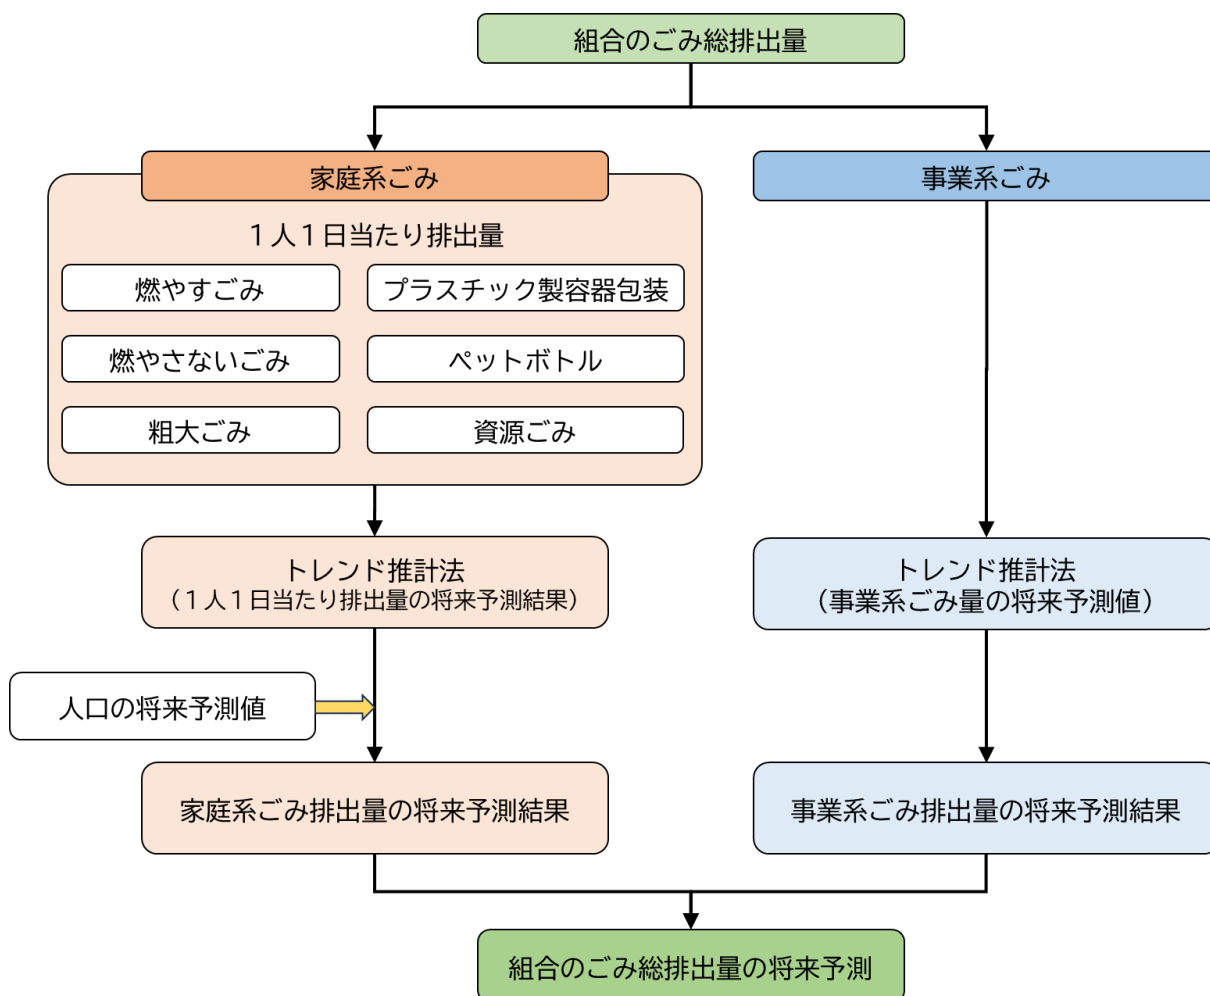 組合のごみ総排出量
家庭系ごみ
事業系ごみ
１人１日当たり排出量
燃やすごみ
プラスチック製容器包装
燃やさないごみ
ペットボトル
粗大ごみ
資源ごみ
トレンド推計法
（１人１日当たり排出量の将来予測結果）
トレンド推計法
（事業系ごみ量の将来予測値）
人口の将来予測値
家庭系ごみ排出量の将来予測結果
事業系ごみ排出量の将来予測結果
組合のごみ総排出量の将来予測